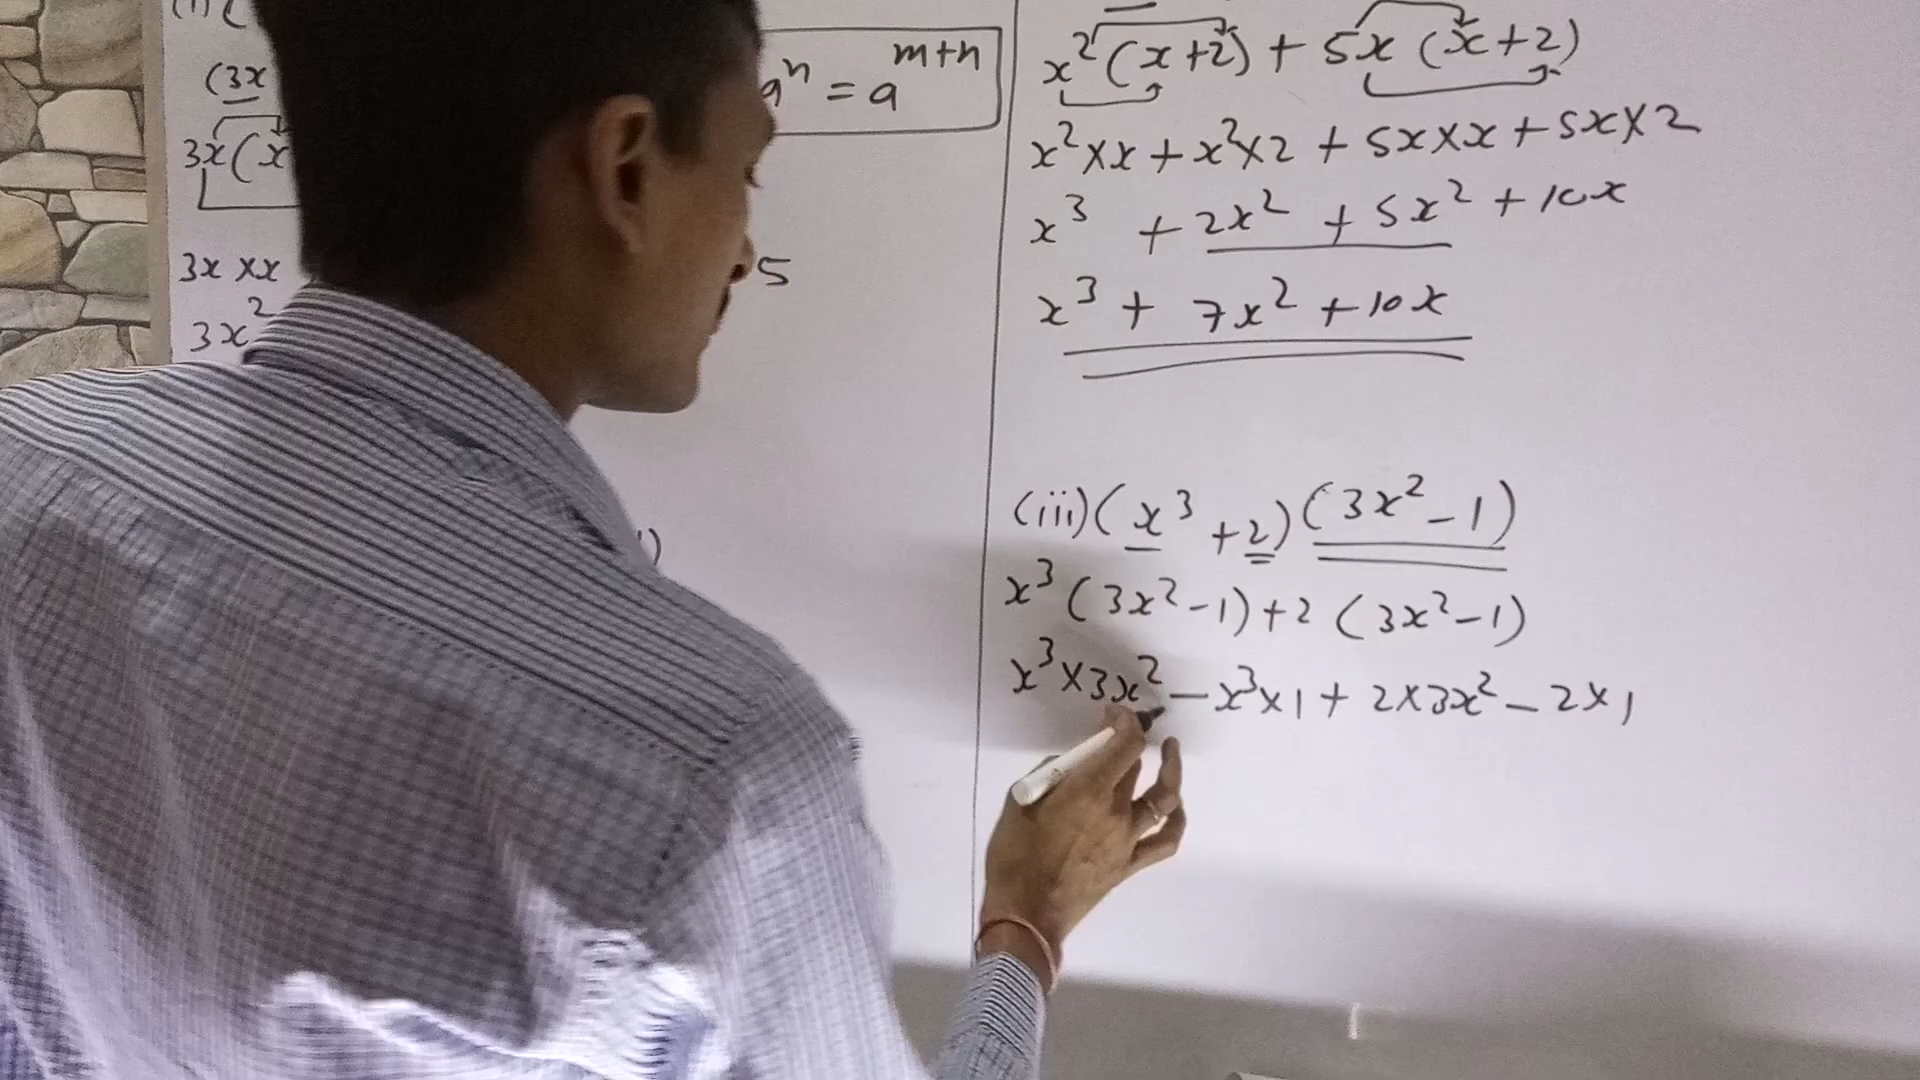 (3x
3x(x
3x × x
5
3x²
aⁿ = a^(m+n)
x²(x+2) + 5x(x+2)
x²×x + x²×2 + 5x×x + 5x×2
x³ + 2x² + 5x² + 10x
x³ + 7x² + 10x
(iii) (x³+2)(3x²-1)
x³(3x²-1)+2(3x²-1)
x³×3x² - x³×1 + 2×3x² - 2×1